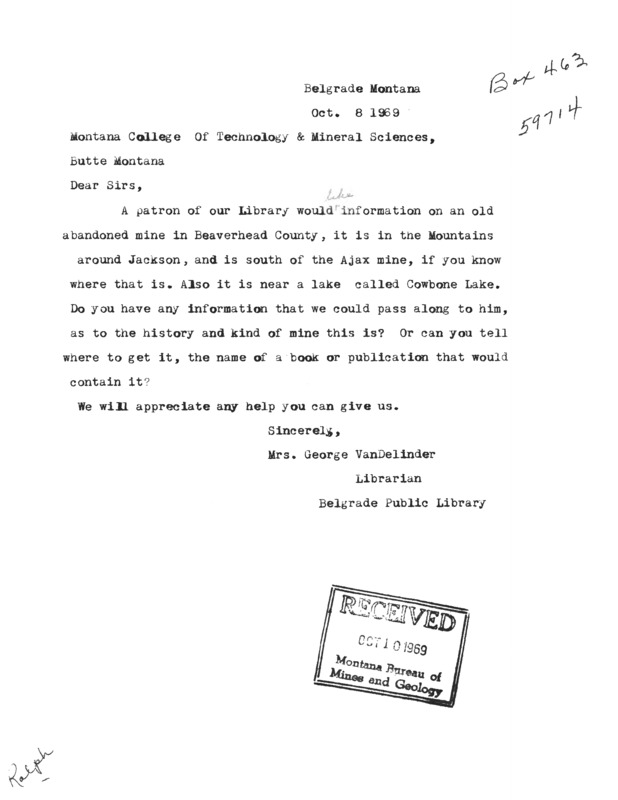 Box 463
59714
Belgrade Montana
Oct. 8 1969
Montana College Of Technology & Mineral Sciences,
Butte Montana
Dear Sirs,
like
A patron of our Library would information on an old
abandoned mine in Beaverhead County, it is in the Mountains
around Jackson, and is south of the Ajax mine, if you know
where that is. Also it is near a lake called Cowbone Lake.
Do you have any information that we could pass along to him,
as to the history and kind of mine this is? Or can you tell
where to get it, the name of a book or publication that would
contain it?
We will appreciate any help you can give us.
Sincerely,
Mrs. George VanDelinder
Librarian
Belgrade Public Library
RECEIVED
OCT 10 1969
Montana Bureau of
Mines and Geology
Ralph